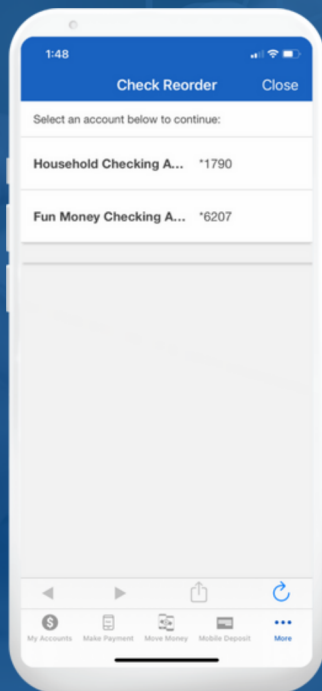 1:48
Check Reorder Close
Select an account below to continue:
Household Checking A... *1790
Fun Money Checking A... *6207
My Accounts Make Payment Move Money Mobile Deposit More